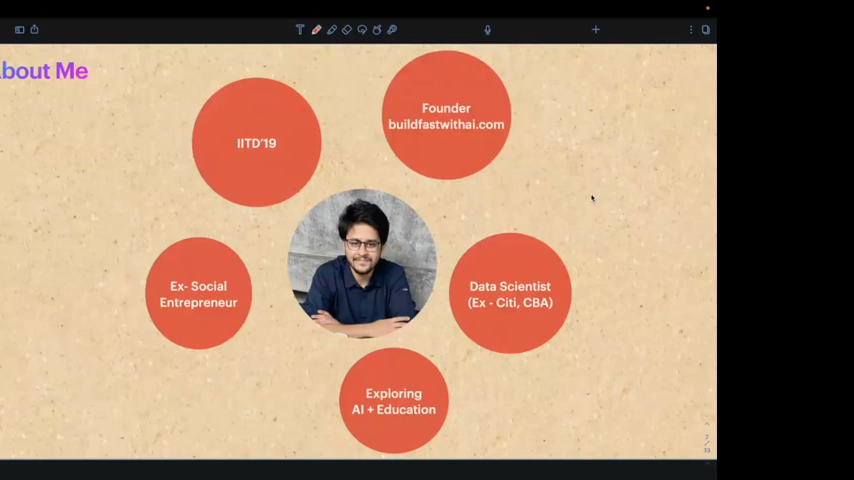 bout Me
Founder
buildfastwithai.com
IITD'19
Ex- Social
Entrepreneur
Data Scientist
(Ex - Citi, CBA)
Exploring
AI + Education